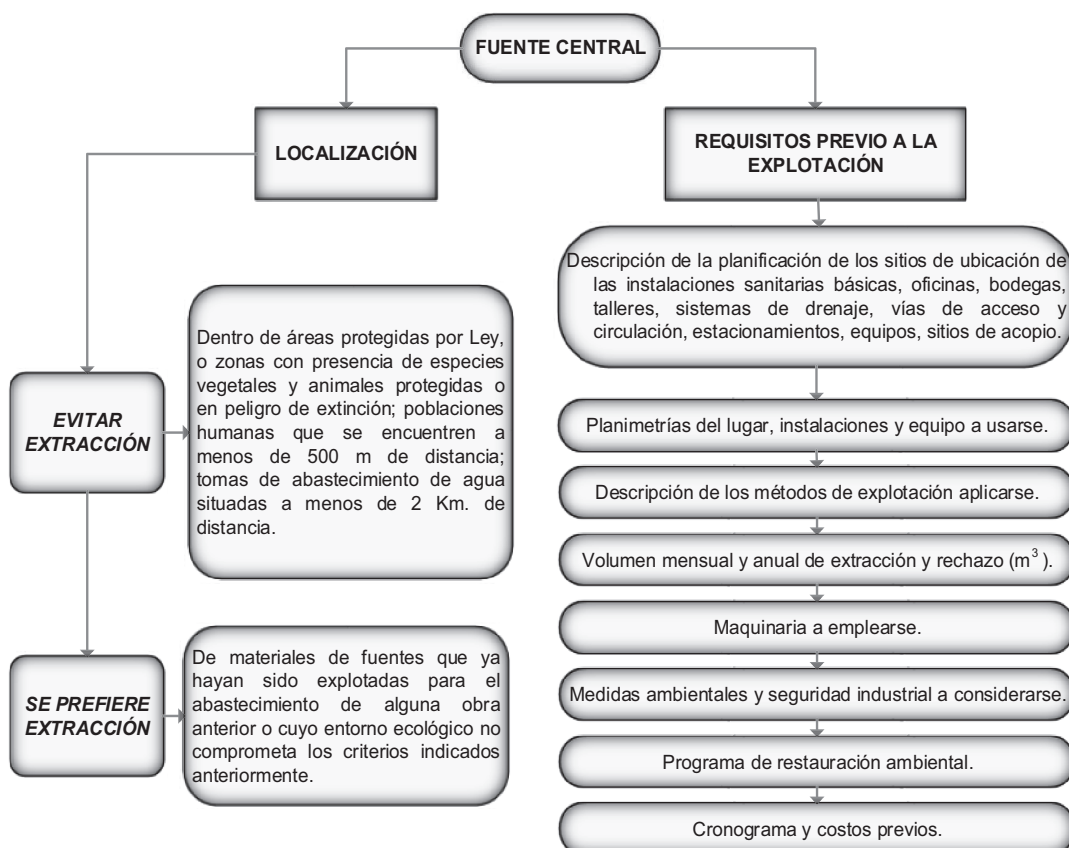 FUENTE CENTRAL
LOCALIZACIÓN
EVITAR
EXTRACCIÓN
Dentro de áreas protegidas por Ley,
o zonas con presencia de especies
vegetales y animales protegidas o
en peligro de extinción; poblaciones
humanas que se encuentren a
menos de 500 m de distancia;
tomas de abastecimiento de agua
situadas a menos de 2 Km. de
distancia.
SE PREFIERE
EXTRACCIÓN
De materiales de fuentes que ya
hayan sido explotadas para el
abastecimiento de alguna obra
anterior o cuyo entorno ecológico no
comprometa los criterios indicados
anteriormente.
REQUISITOS PREVIO A LA
EXPLOTACIÓN
Descripción de la planificación de los sitios de ubicación de
las instalaciones sanitarias básicas, oficinas, bodegas,
talleres, sistemas de drenaje, vías de acceso y
circulación, estacionamientos, equipos, sitios de acopio.
Planimetrías del lugar, instalaciones y equipo a usarse.
Descripción de los métodos de explotación aplicarse.
Volumen mensual y anual de extracción y rechazo (m³ ).
Maquinaria a emplearse.
Medidas ambientales y seguridad industrial a considerarse.
Programa de restauración ambiental.
Cronograma y costos previos.